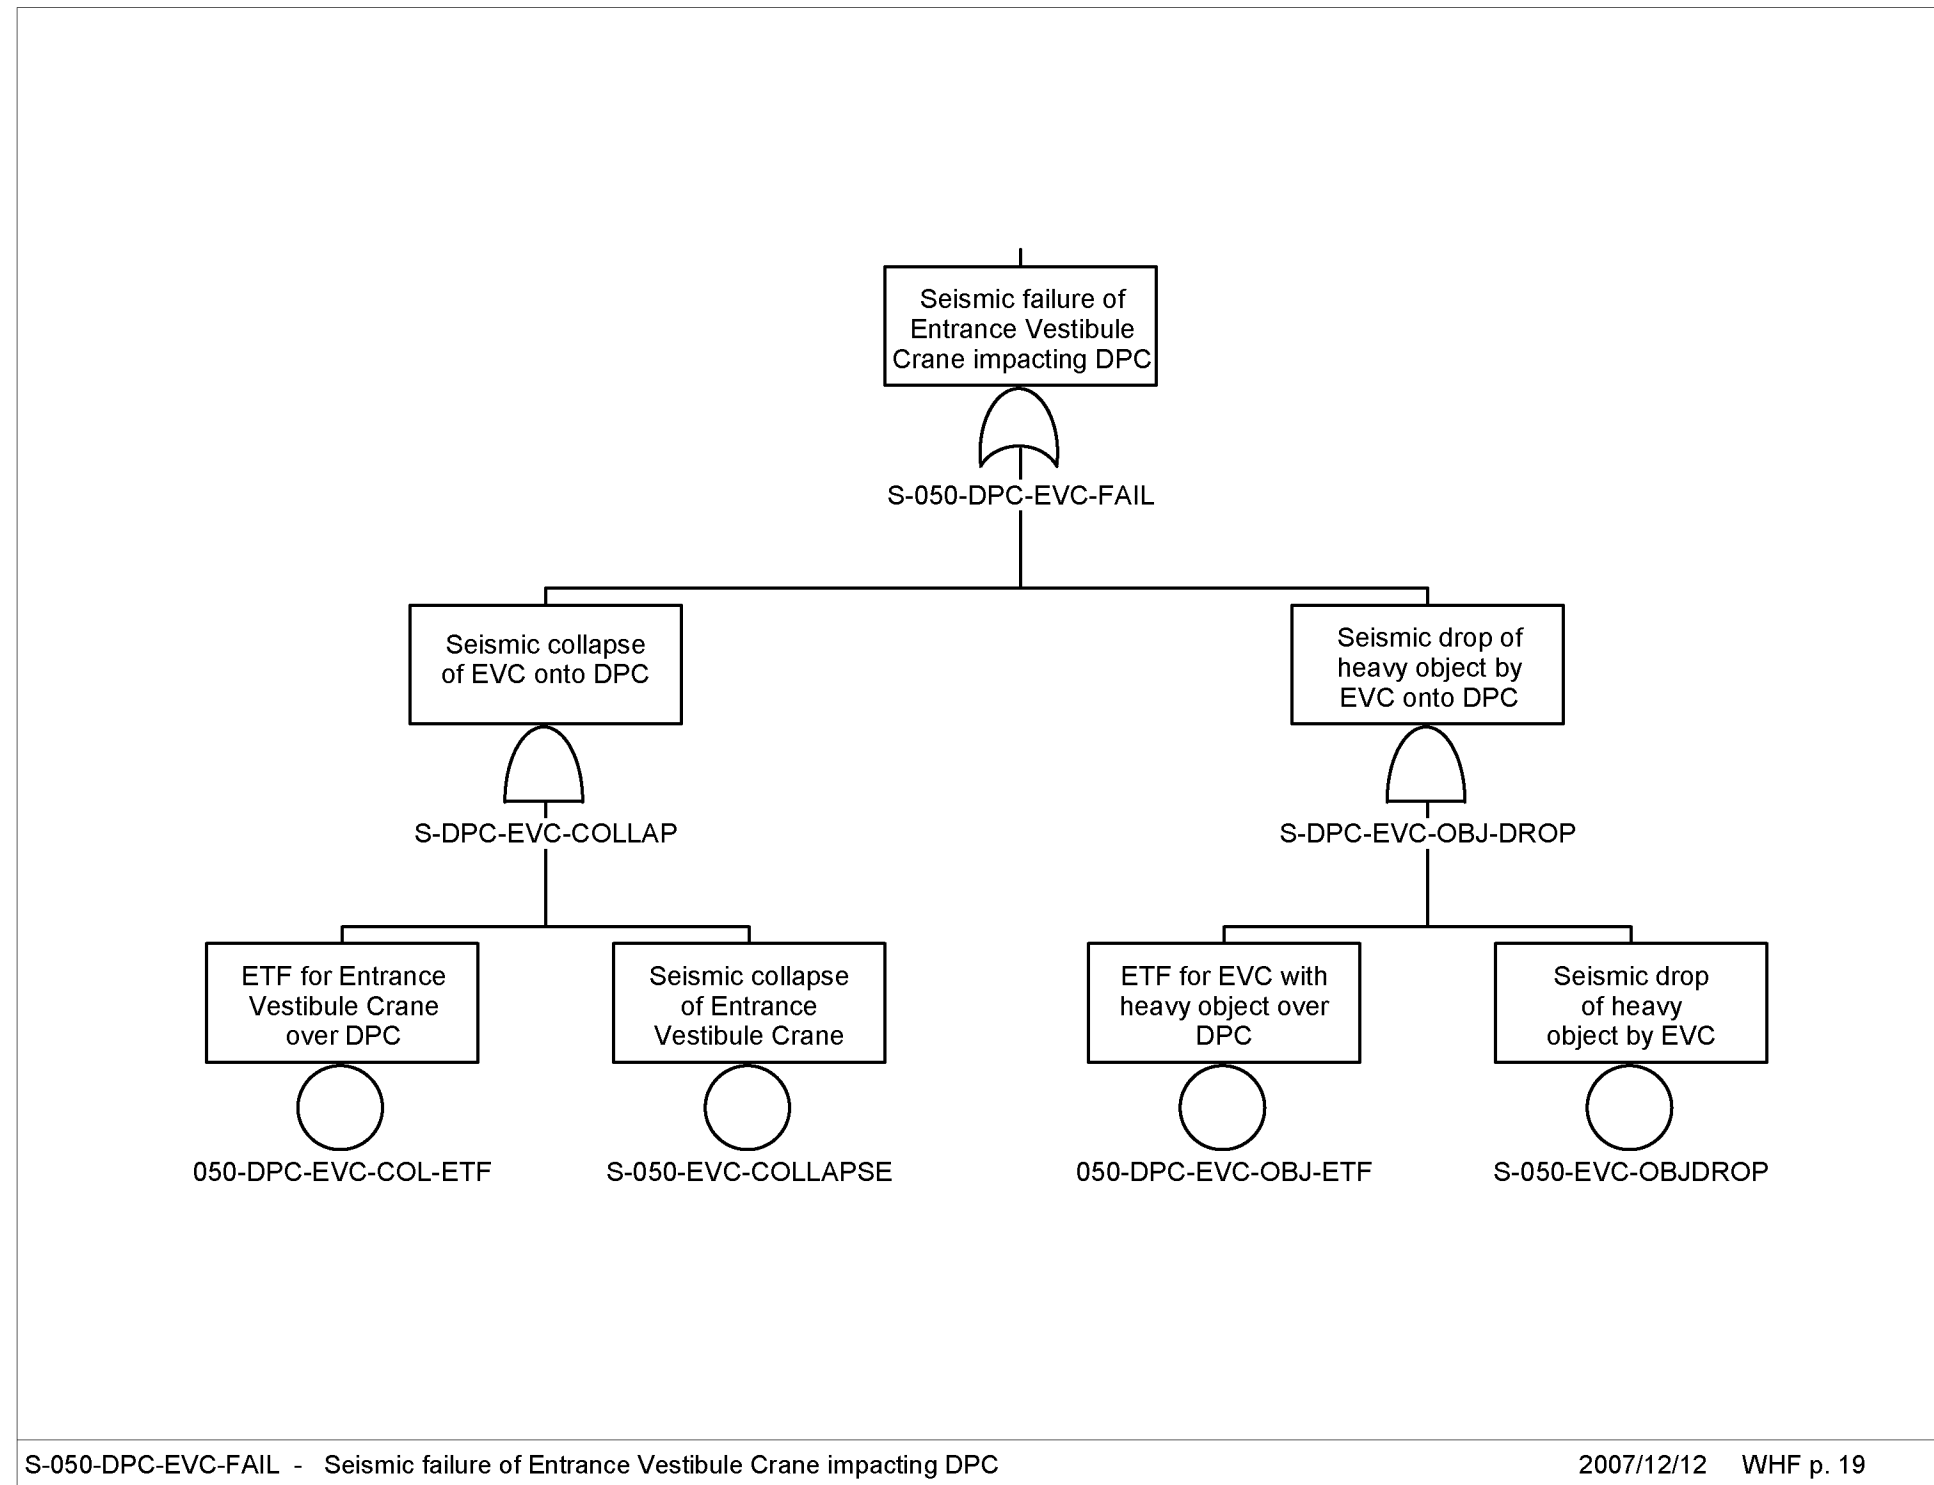 Seismic failure of
Entrance Vestibule
Crane impacting DPC
S-050-DPC-EVC-FAIL
Seismic collapse
of EVC onto DPC
S-DPC-EVC-COLLAP
Seismic drop of
heavy object by
EVC onto DPC
S-DPC-EVC-OBJ-DROP
ETF for Entrance
Vestibule Crane
over DPC
050-DPC-EVC-COL-ETF
Seismic collapse
of Entrance
Vestibule Crane
S-050-EVC-COLLAPSE
ETF for EVC with
heavy object over
DPC
050-DPC-EVC-OBJ-ETF
Seismic drop
of heavy
object by EVC
S-050-EVC-OBJDROP
S-050-DPC-EVC-FAIL - Seismic failure of Entrance Vestibule Crane impacting DPC 2007/12/12 WHF p. 19